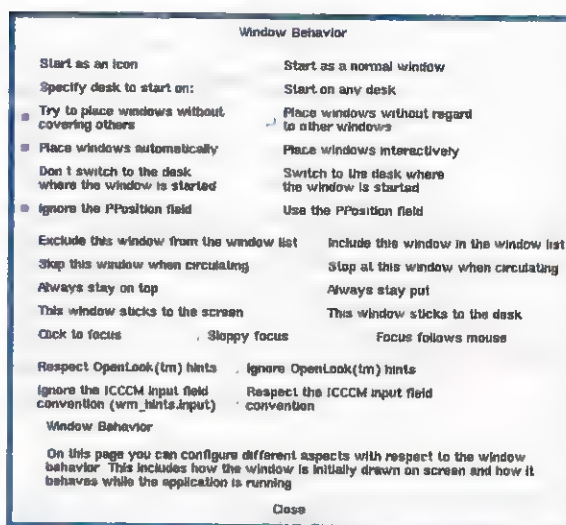 Window Behavior
Start as an icon
Start as a normal window
Specify desk to start on:
Start on any desk
Try to place windows without
covering others
Place windows without regard
to other windows
Place windows automatically
Place windows interactively
Don t switch to the desk
where the window is started
Switch to the desk where
the window is started
Ignore the PPosition field
Use the PPosition field
Exclude this window from the window list
Include this window in the window list
Skip this window when circulating
Stop at this window when circulating
Always stay on top
Always stay put
This window sticks to the screen
This window sticks to the desk
Click to focus
Sloppy focus
Focus follows mouse
Respect OpenLook(tm) hints
Ignore OpenLook(tm) hints
Ignore the ICCCM Input field
convention (wm_hints.input)
Respect the ICCCM input field
convention
Window Behavior
On this page you can configure different aspects with respect to the window
behavior This includes how the window is initially drawn on screen and how it
behaves while the application is running
Close